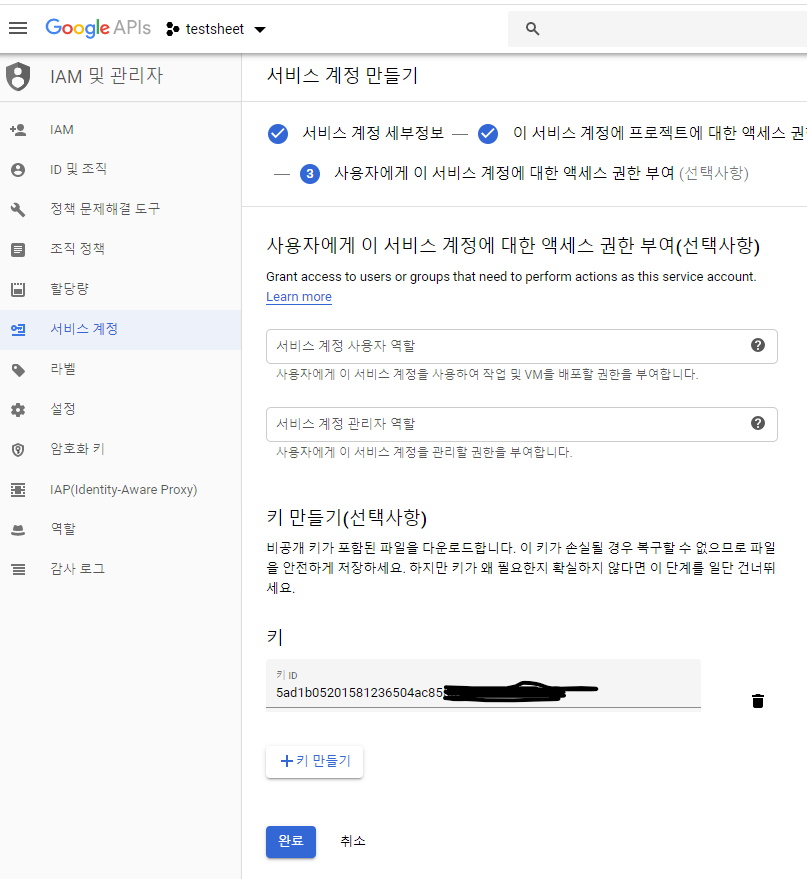 Google APIs testsheet
IAM 및 관리자
서비스 계정 만들기
IAM
ID 및 조직
정책 문제해결 도구
조직 정책
할당량
서비스 계정
라벨
설정
암호화 키
IAP(Identity-Aware Proxy)
역할
감사 로그
서비스 계정 세부정보 — 이 서비스 계정에 프로젝트에 대한 액세스 권한
— 3 사용자에게 이 서비스 계정에 대한 액세스 권한 부여 (선택사항)
사용자에게 이 서비스 계정에 대한 액세스 권한 부여(선택사항)
Grant access to users or groups that need to perform actions as this service account.
Learn more
서비스 계정 사용자 역할
사용자에게 이 서비스 계정을 사용하여 작업 및 VM을 배포할 권한을 부여합니다.
서비스 계정 관리자 역할
사용자에게 이 서비스 계정을 관리할 권한을 부여합니다.
키 만들기(선택사항)
비공개 키가 포함된 파일을 다운로드합니다. 이 키가 손실될 경우 복구할 수 없으므로 파일
을 안전하게 저장하세요. 하지만 키가 왜 필요한지 확실하지 않다면 이 단계를 일단 건너뛰
세요.
키
키 ID
5ad1b05201581236504ac85
+키 만들기
완료 취소